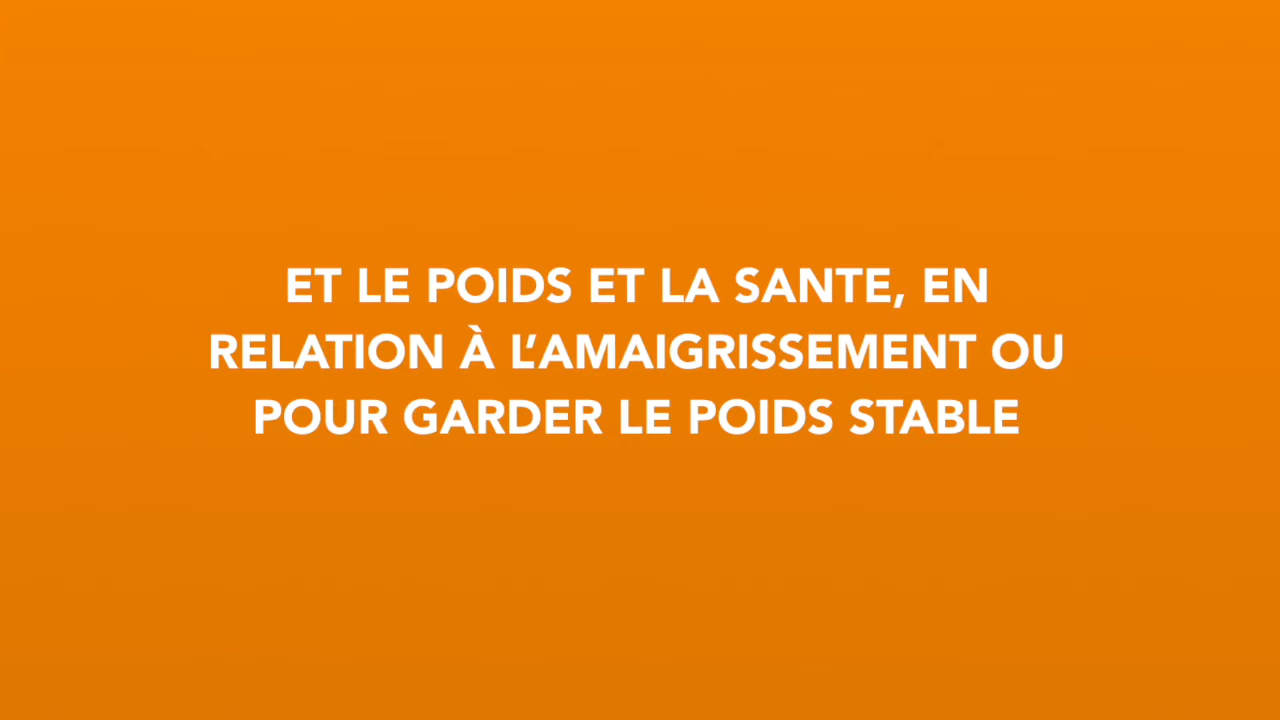 ET LE POIDS ET LA SANTE, EN
RELATION À L’AMAIGRISSEMENT OU
POUR GARDER LE POIDS STABLE